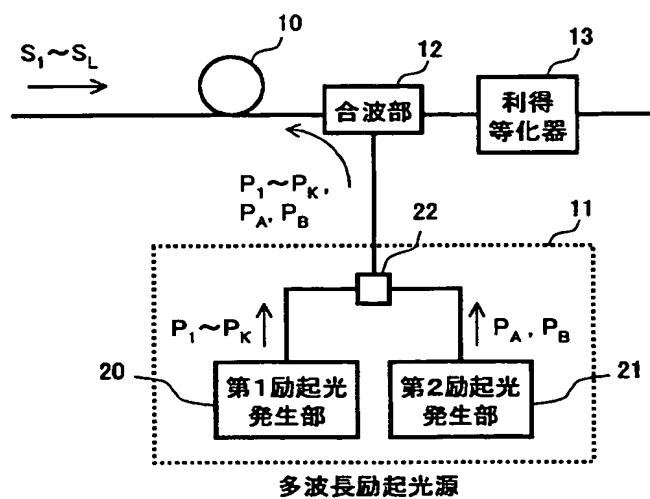 10
S₁～S_L
12
13
合波部
利得
等化器
P₁～P_K,
P_A, P_B
22
11
P₁～P_K
P_A, P_B
20
第1励起光
発生部
第2励起光
発生部
21
多波長励起光源